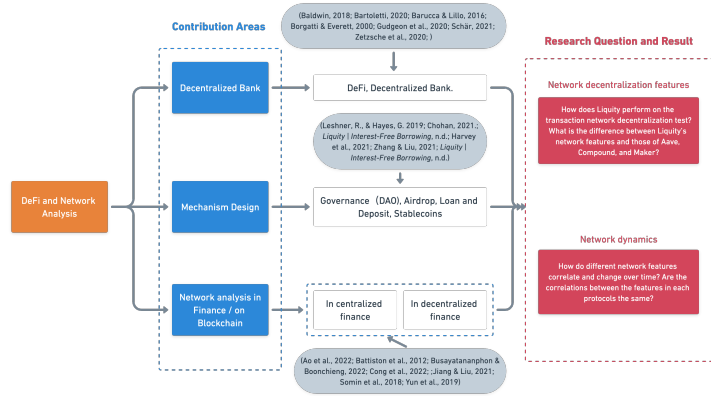 Contribution Areas
(Baldwin, 2018; Bartoletti, 2020; Barucca & Lillo, 2016;
Borgatti & Everett, 2000; Gudgeon et al., 2020; Schär, 2021;
Zetzsche et al., 2020; )
Research Question and Result
Decentralized Bank
DeFi, Decentralized Bank.
Network decentralization features
How does Liquity perform on the
transaction network decentralization test?
What is the difference between Liquity's
network features and those of Aave,
Compound, and Maker?
(Leshner, R., & Hayes, G. 2019; Chohan, 2021.;
Liquity | Interest-Free Borrowing, n.d.; Harvey
et al., 2021; Zhang & Liu, 2021; Liquity |
Interest-Free Borrowing, n.d.)
DeFi and Network
Analysis
Mechanism Design
Governance (DAO), Airdrop, Loan and
Deposit, Stablecoins
Network dynamics
How do different network features
correlate and change over time? Are the
correlations between the features in each
protocols the same?
Network analysis in
Finance / on
Blockchain
In centralized
finance
In decentralized
finance
(Ao et al., 2022; Battiston et al., 2012; Busayatananphon &
Boonchieng, 2022; Cong et al., 2022; ;Jiang & Liu, 2021;
Somin et al., 2018; Yun et al., 2019)